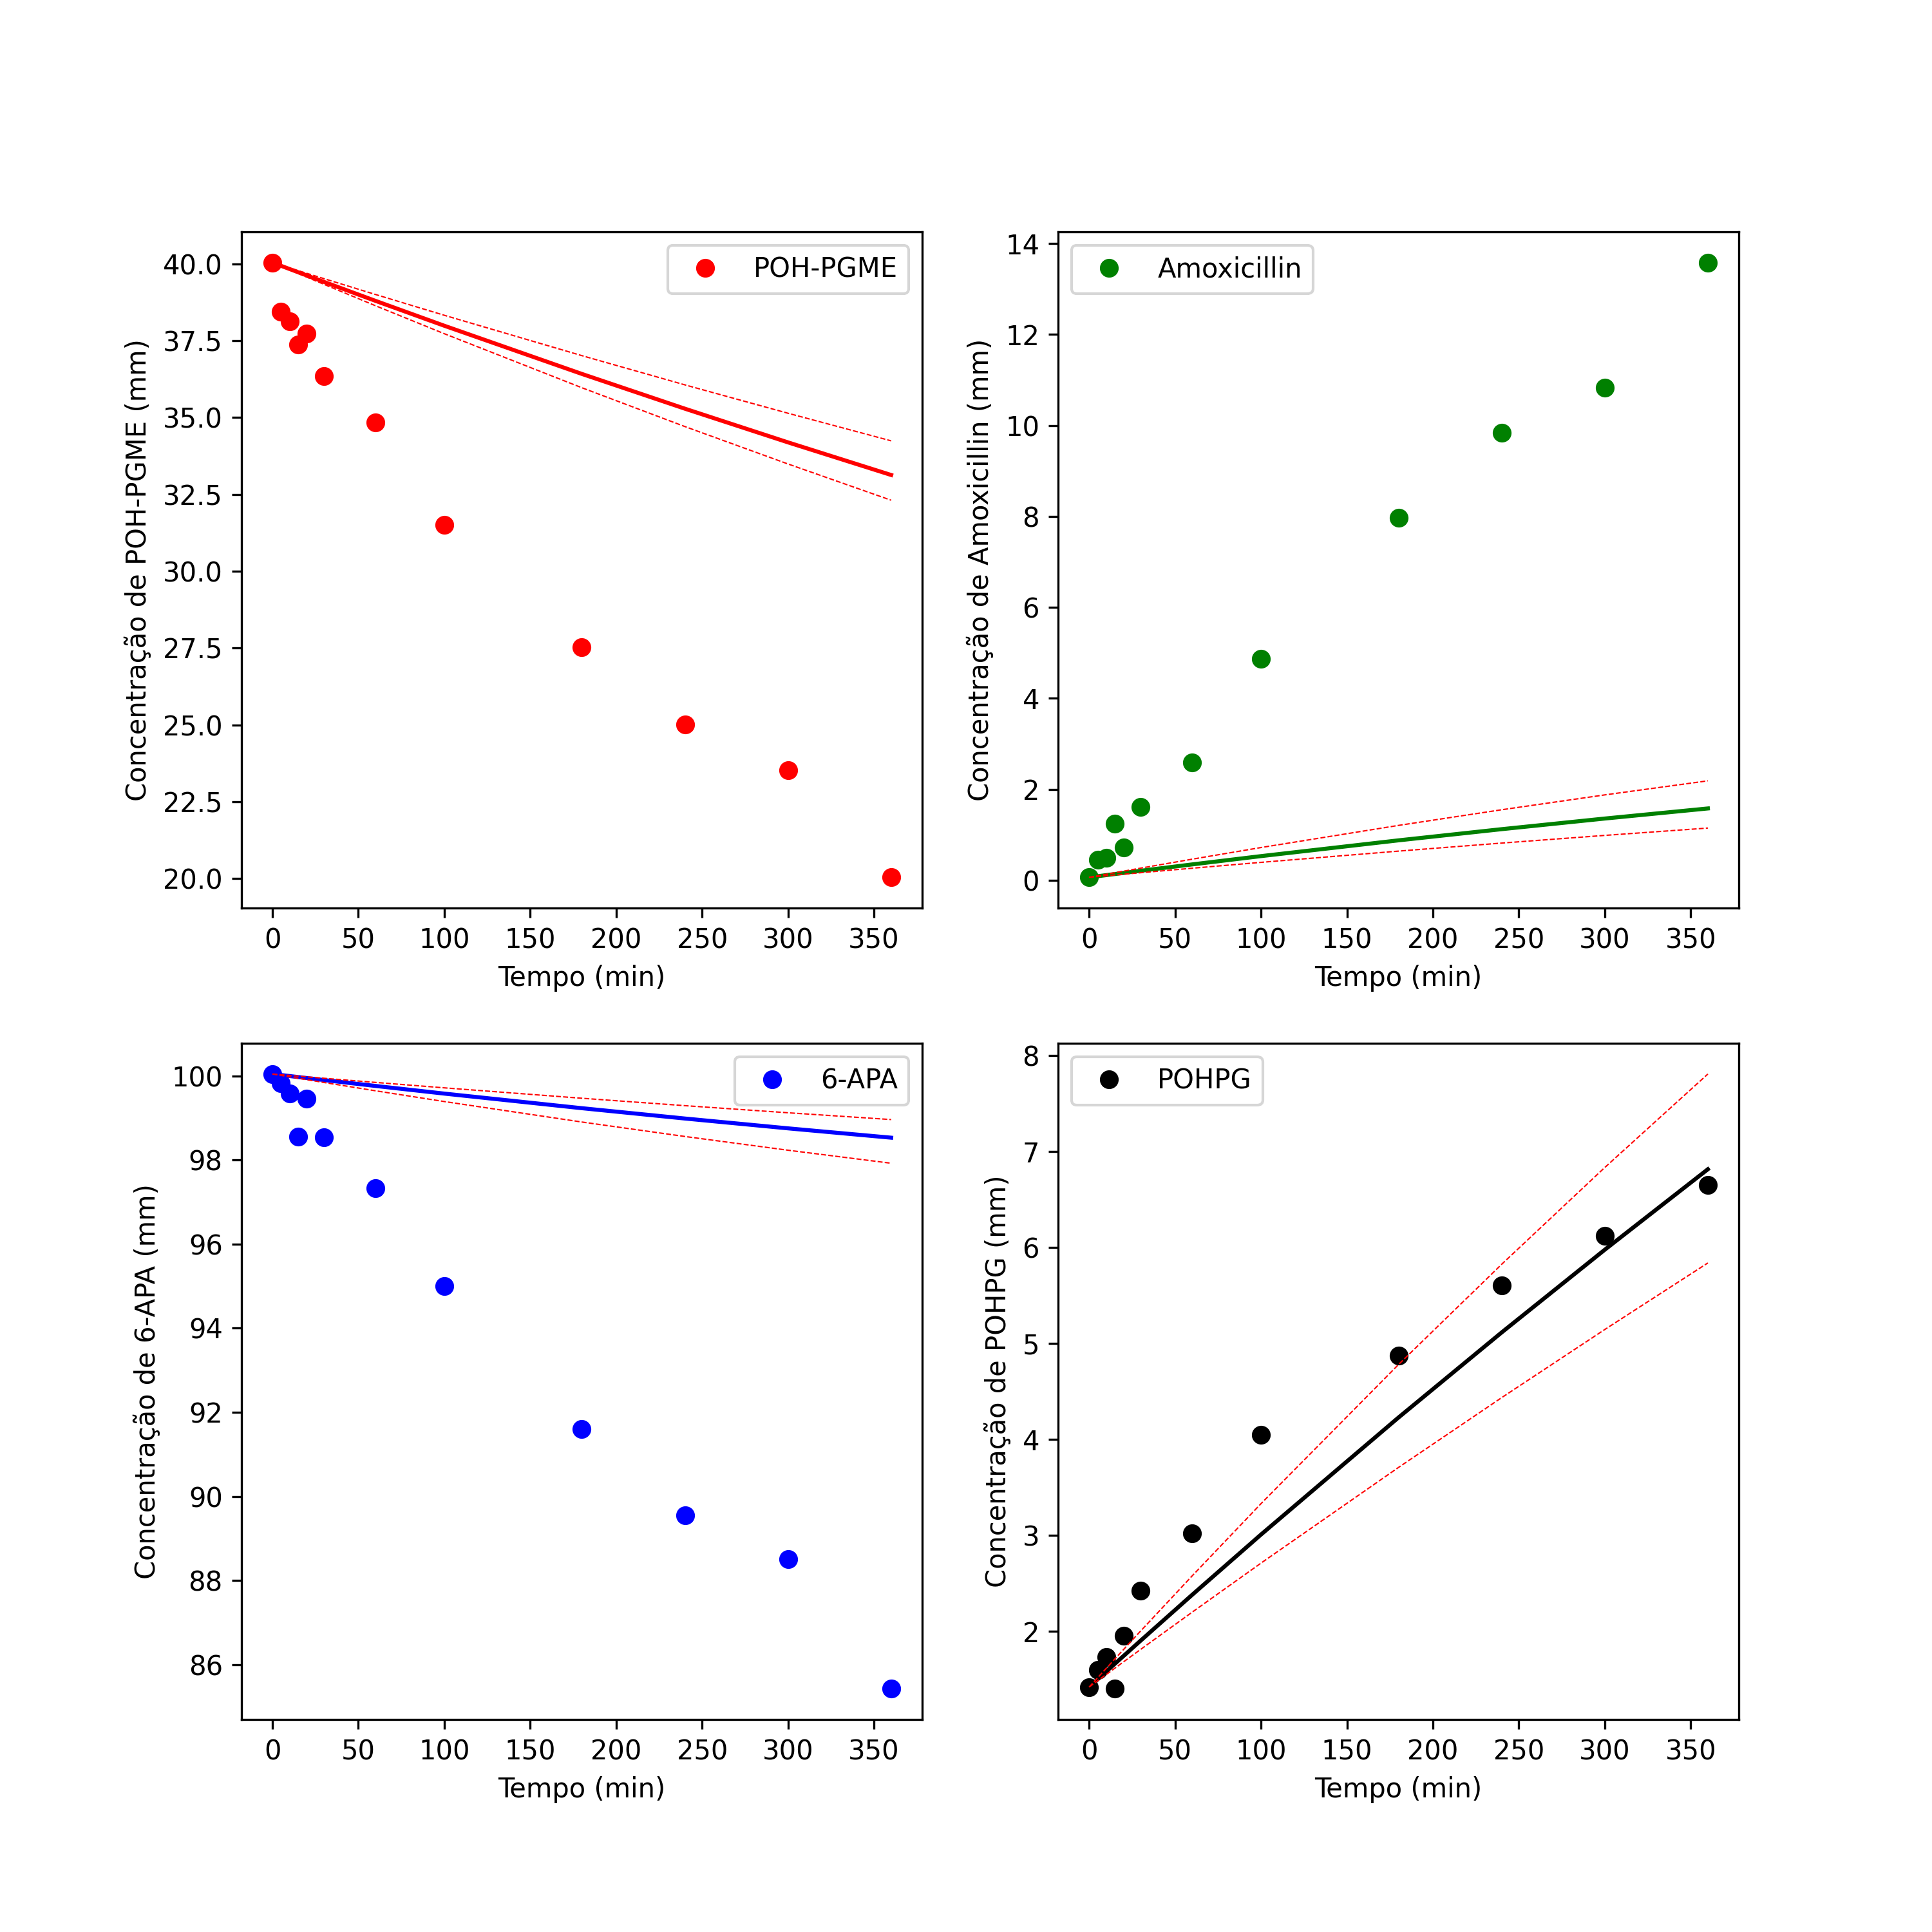 POH-PGME
40.0
37.5
35.0
32.5
30.0
27.5
25.0
22.5
20.0
Concentração de POH-PGME (mm)
0 50 100 150 200 250 300 350
Tempo (min)
Amoxicillin
14
12
10
8
6
4
2
0
Concentração de Amoxicillin (mm)
0 50 100 150 200 250 300 350
Tempo (min)
6-APA
100
98
96
94
92
90
88
86
Concentração de 6-APA (mm)
0 50 100 150 200 250 300 350
Tempo (min)
POHPG
8
7
6
5
4
3
2
Concentração de POHPG (mm)
0 50 100 150 200 250 300 350
Tempo (min)